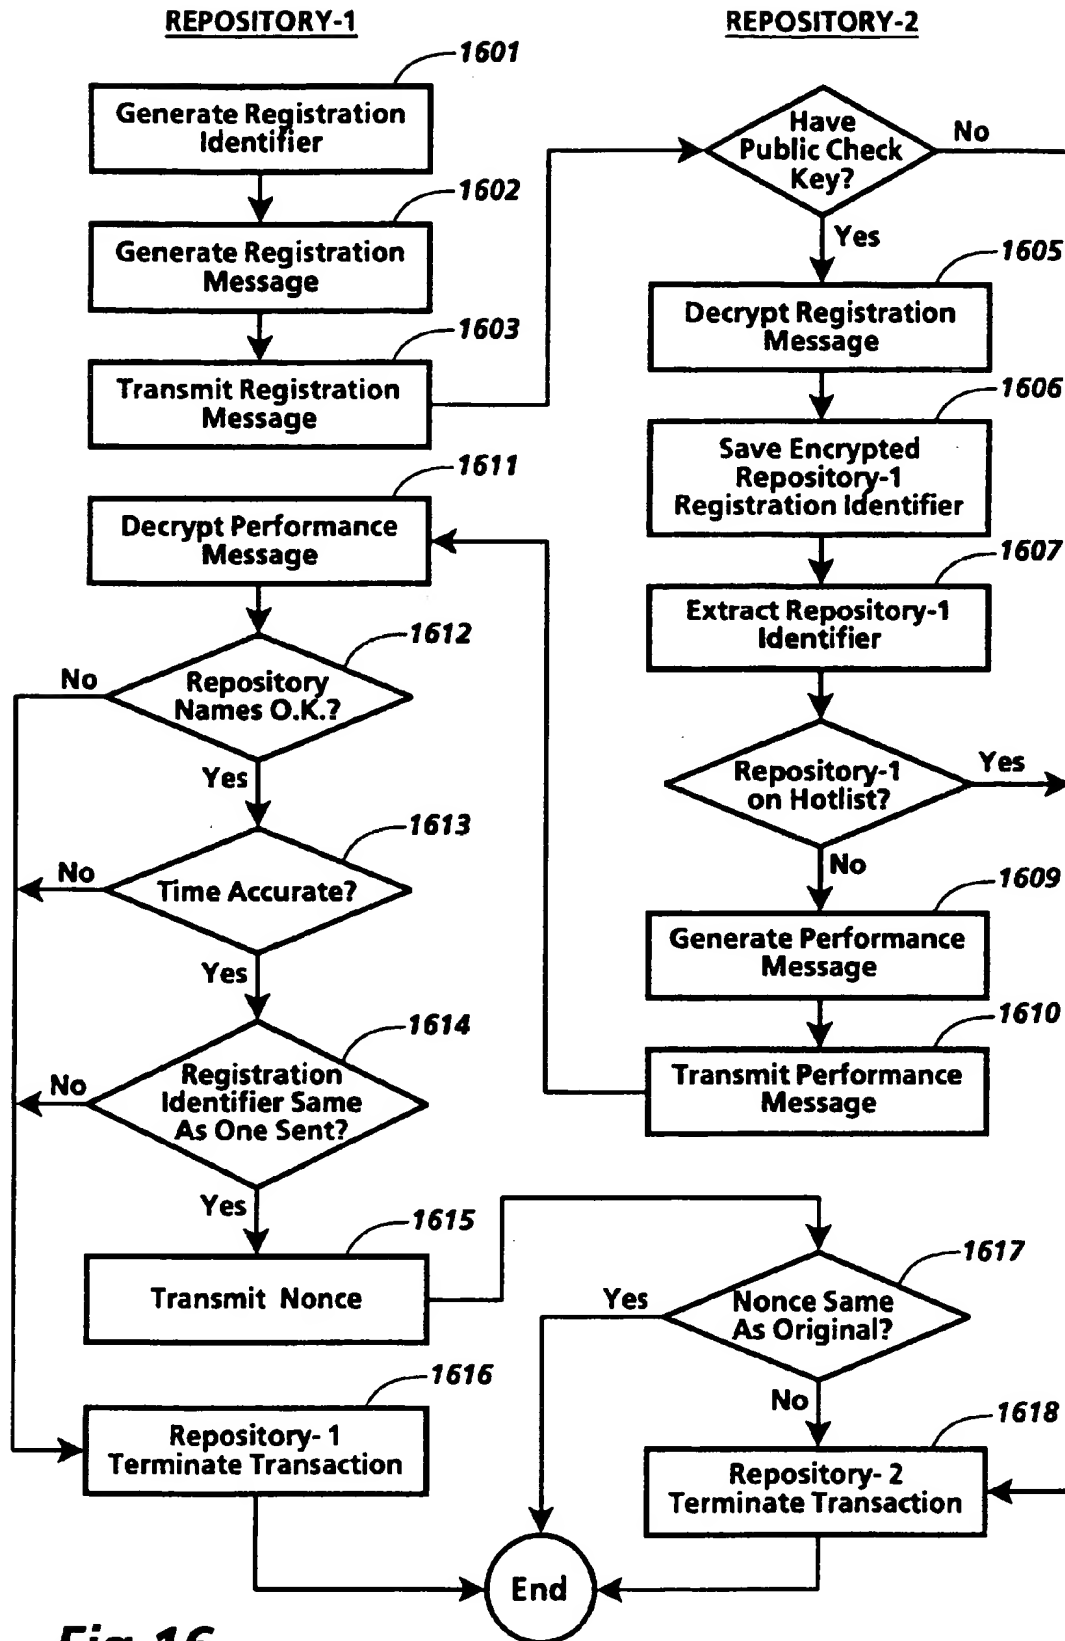 REPOSITORY-1
REPOSITORY-2
1601
Generate Registration
Identifier
1602
Generate Registration
Message
1603
Transmit Registration
Message
Have
Public Check
Key?
No
Yes
1605
Decrypt Registration
Message
1606
Save Encrypted
Repository-1
Registration Identifier
1607
Extract Repository-1
Identifier
Repository-1
on Hotlist?
Yes
No
1609
Generate Performance
Message
1610
Transmit Performance
Message
1611
Decrypt Performance
Message
1612
Repository
Names O.K.?
No
Yes
1613
Time Accurate?
No
Yes
1614
Registration
Identifier Same
As One Sent?
No
Yes
1615
Transmit Nonce
1616
Repository- 1
Terminate Transaction
1617
Nonce Same
As Original?
Yes
No
1618
Repository- 2
Terminate Transaction
End
Fig.16